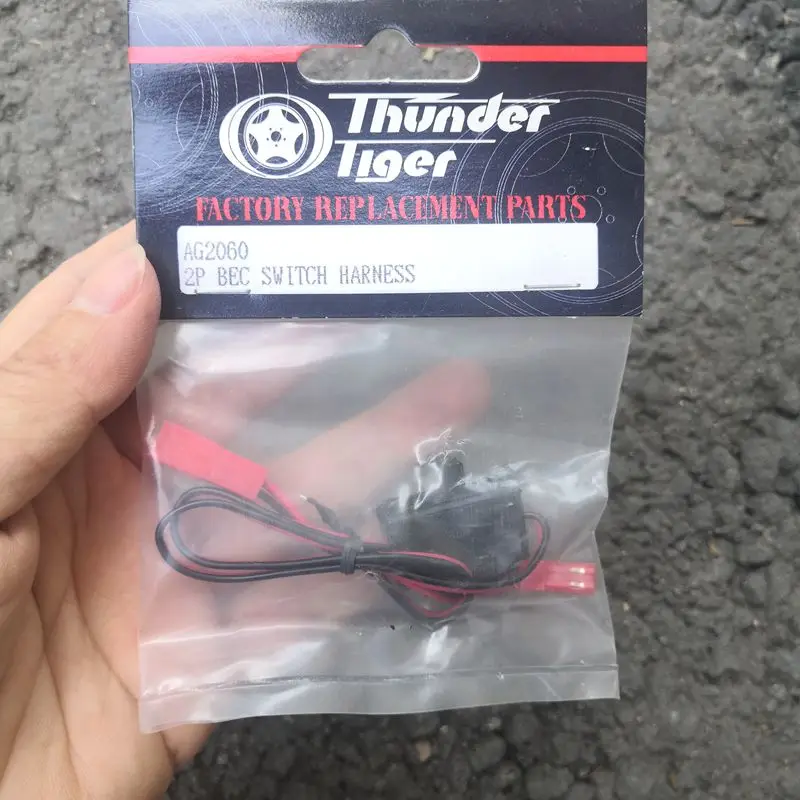 Thunder
Tiger
FACTORY REPLACEMENT PARTS
AG2060
2P BEC SWITCH HARNESS